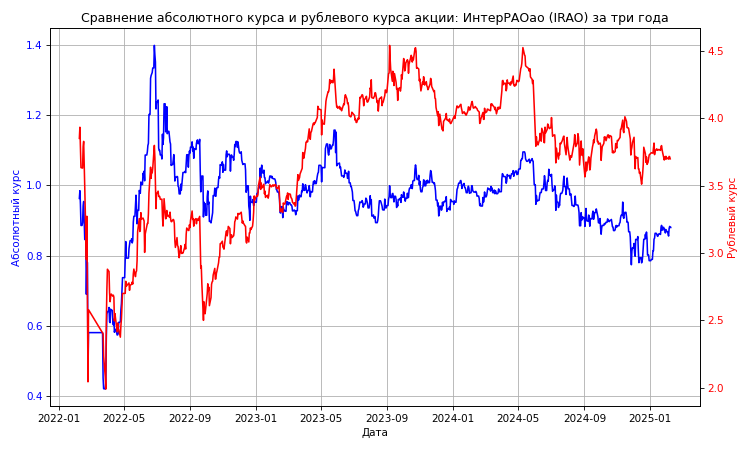 Сравнение абсолютного курса и рублевого курса акции: ИнтерРАОао (IRAO) за три года
1.4
1.2
1.0
0.8
0.6
0.4
Абсолютный курс
4.5
4.0
3.5
3.0
2.5
2.0
Рублевый курс
2022-01 2022-05 2022-09 2023-01 2023-05 2023-09 2024-01 2024-05 2024-09 2025-01
Дата